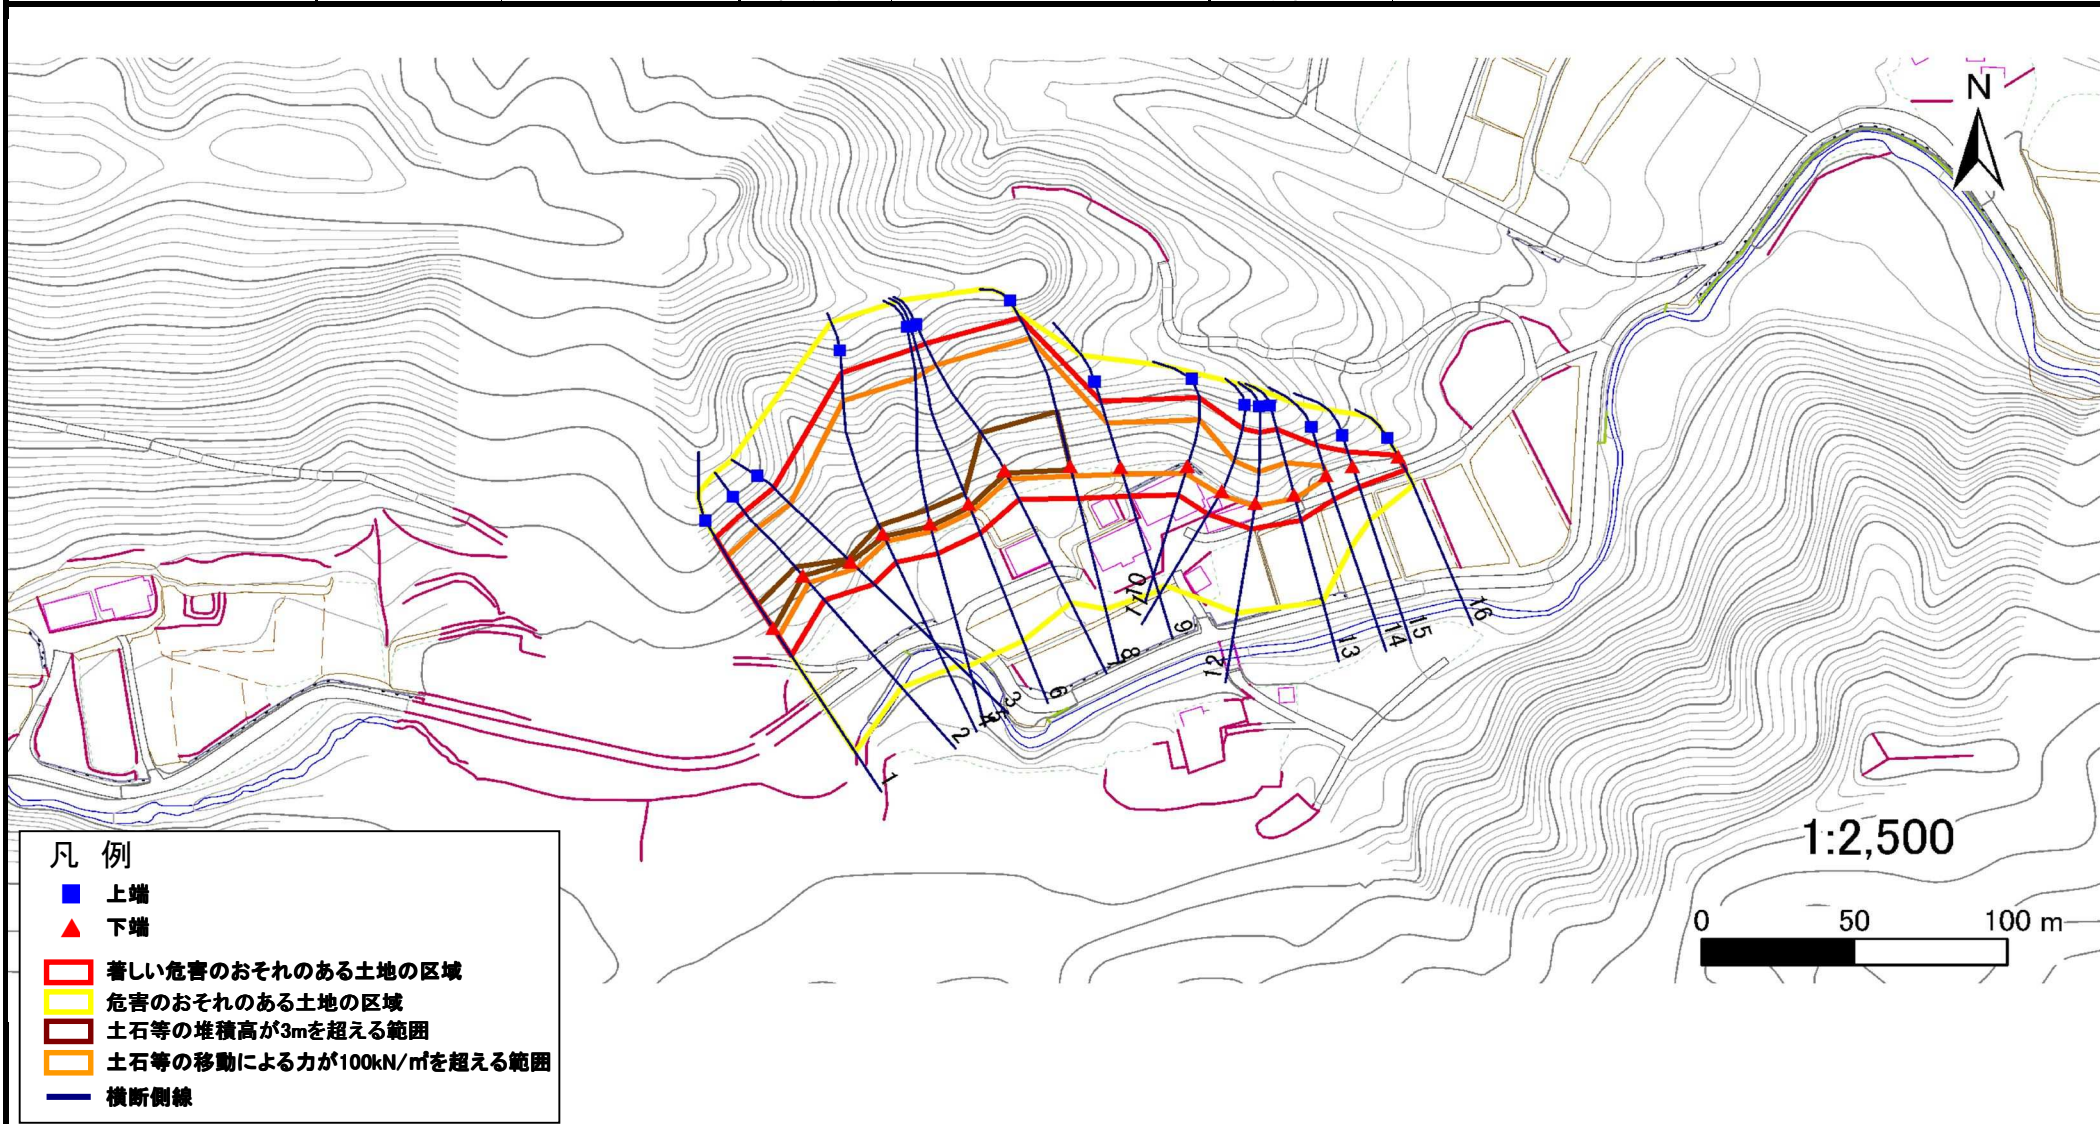 N
1:2,500
0 50 100 m
凡 例
上端
下端
著しい危害のおそれのある土地の区域
危害のおそれのある土地の区域
土石等の堆積高が3mを超える範囲
土石等の移動による力が100kN/㎡を超える範囲
横断側線
1
2
3
4
6
7
8
9
10
11
12
13
14
15
16